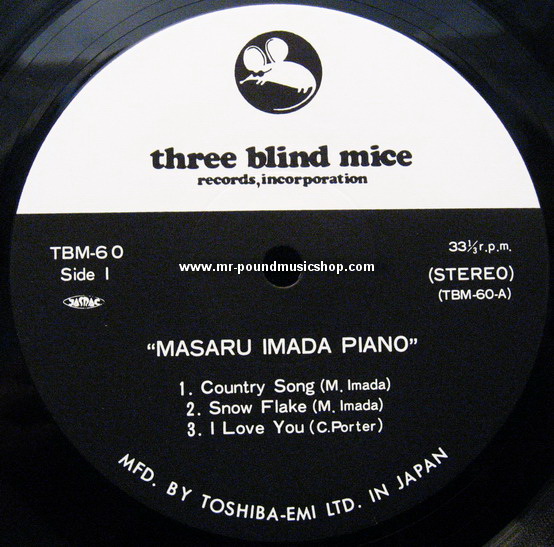 three blind mice
records, incorporation
TBM-60
Side 1
JASRAC
33⅓ r.p.m.
(STEREO)
(TBM-60-A)
www.mr-poundmusicshop.com
"MASARU IMADA PIANO"
1. Country Song (M. Imada)
2. Snow Flake (M. Imada)
3. I Love You (C. Porter)
MFD. BY TOSHIBA-EMI LTD. IN JAPAN